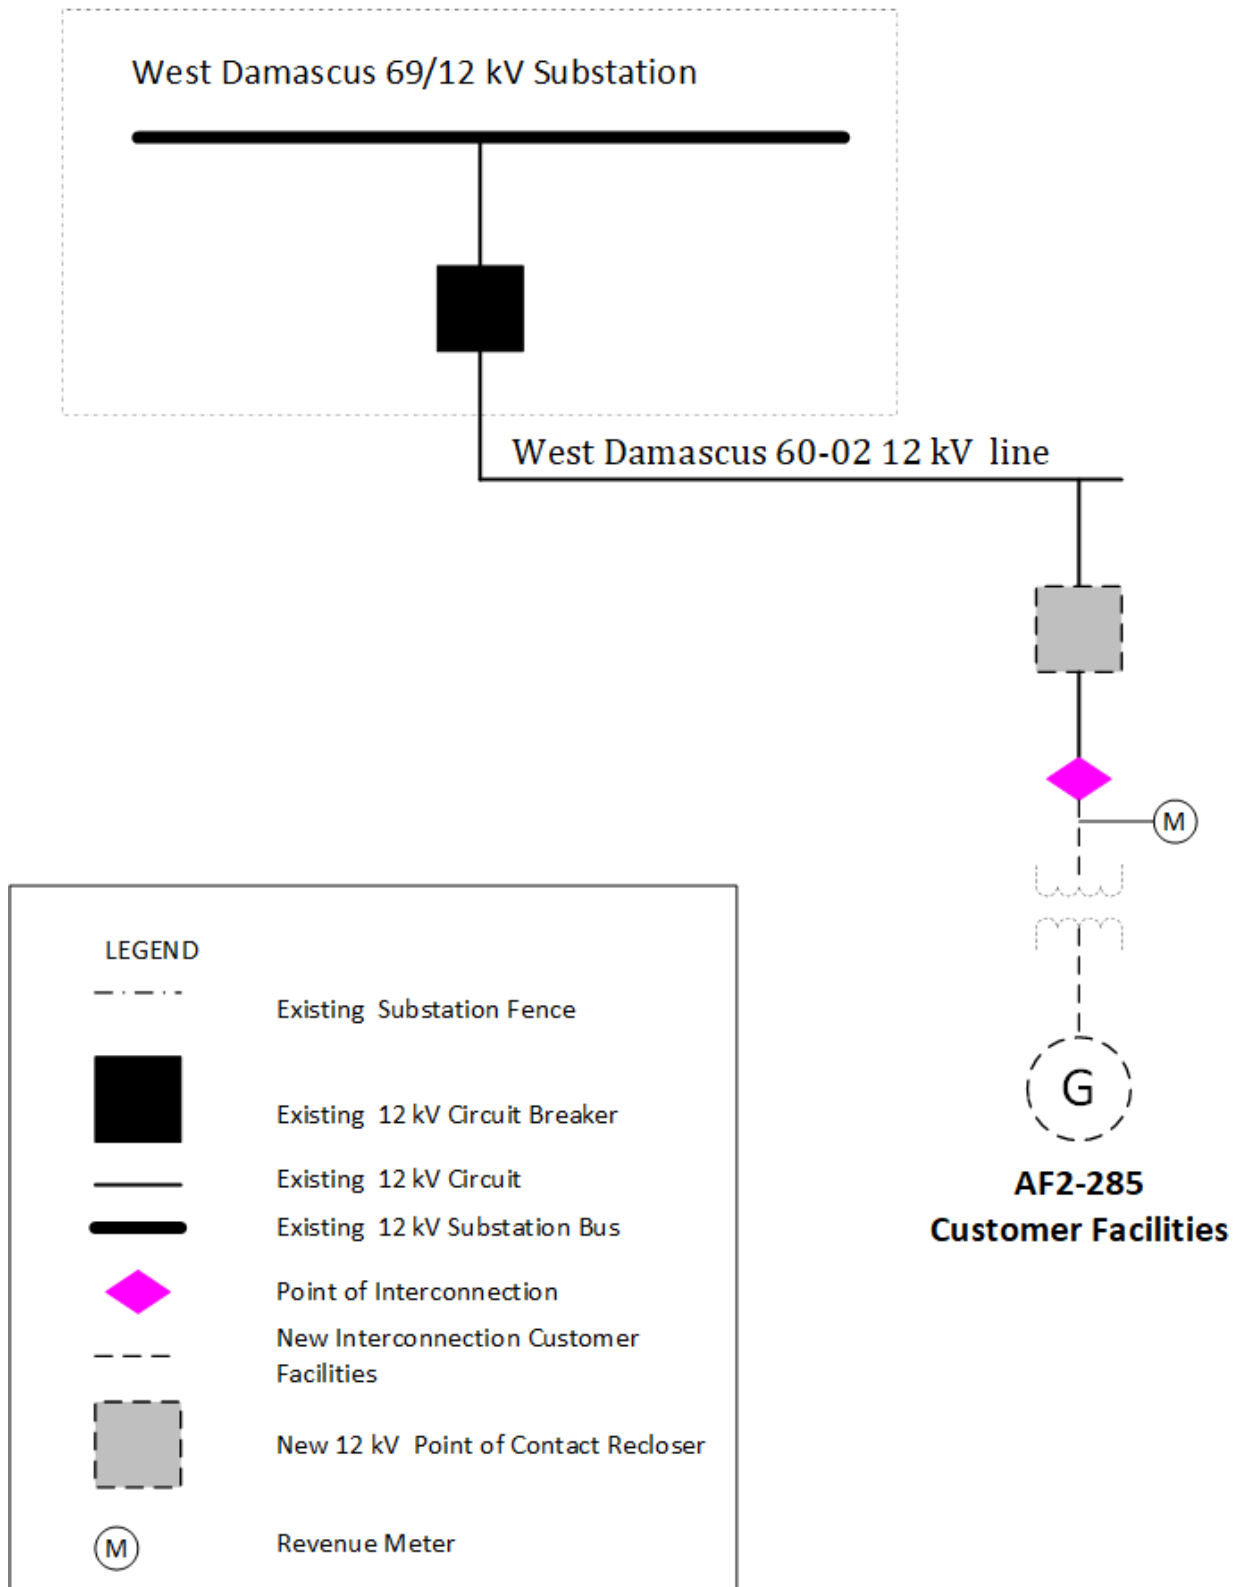 West Damascus 69/12 kV Substation
West Damascus 60-02 12 kV line
M
G
AF2-285
Customer Facilities
LEGEND
Existing Substation Fence
Existing 12 kV Circuit Breaker
Existing 12 kV Circuit
Existing 12 kV Substation Bus
Point of Interconnection
New Interconnection Customer
Facilities
New 12 kV Point of Contact Recloser
M
Revenue Meter